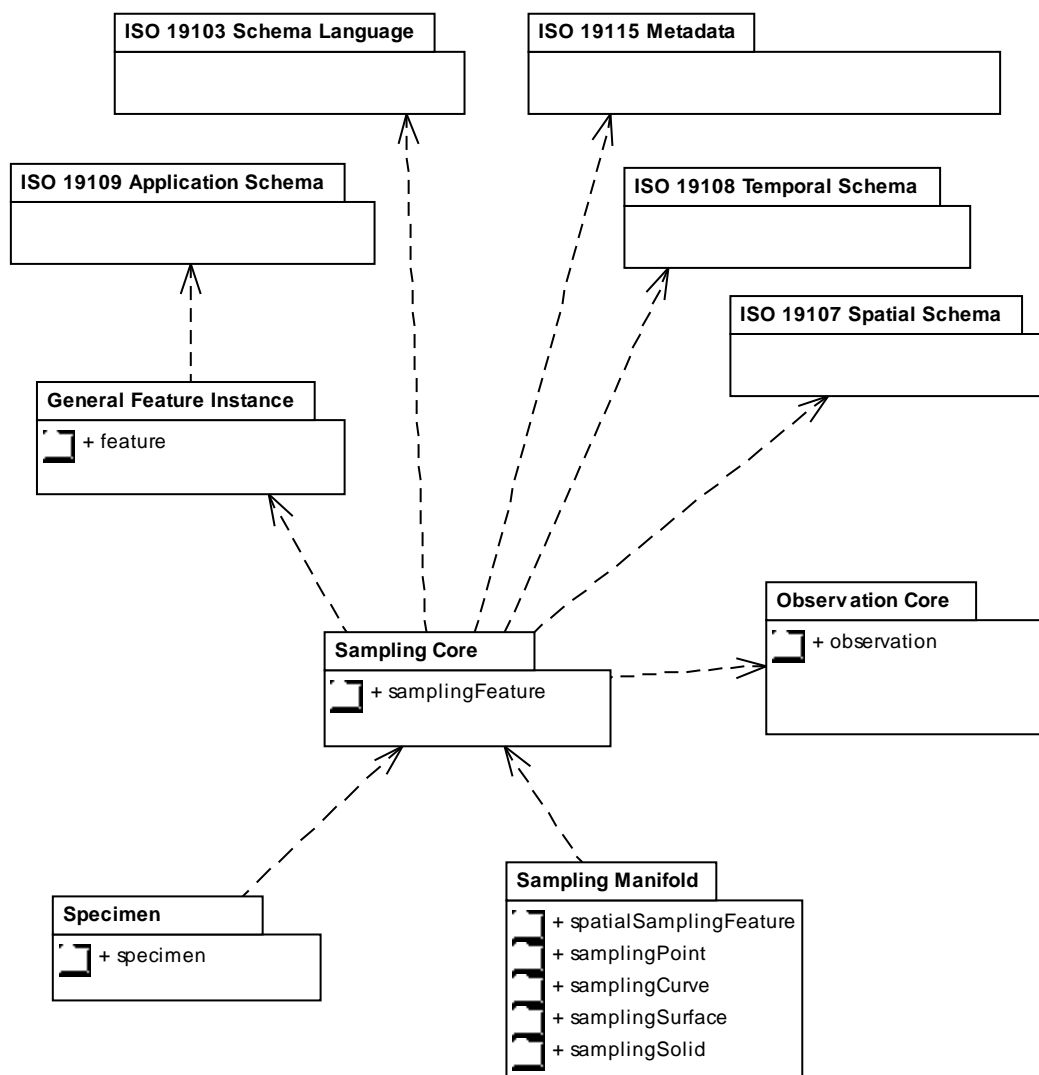 ISO 19103 Schema Language
ISO 19115 Metadata
ISO 19109 Application Schema
ISO 19108 Temporal Schema
ISO 19107 Spatial Schema
General Feature Instance
+ feature
Observation Core
+ observation
Sampling Core
+ samplingFeature
Sampling Manifold
+ spatialSamplingFeature
+ samplingPoint
+ samplingCurve
+ samplingSurface
+ samplingSolid
Specimen
+ specimen